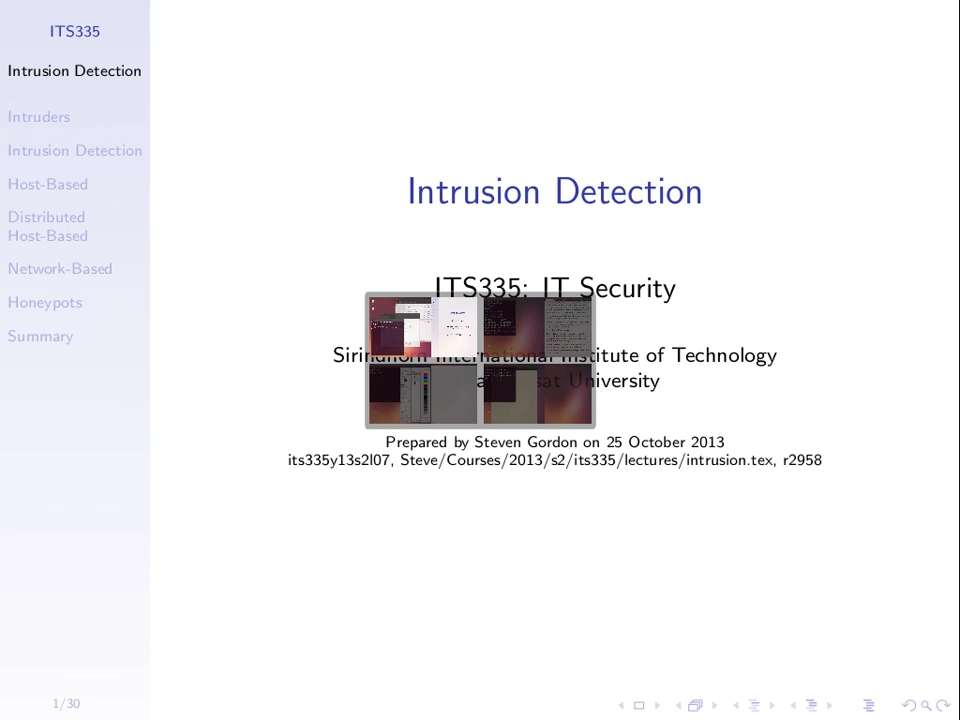 ITS335
Intrusion Detection
Intruders
Intrusion Detection
Host-Based
Distributed
Host-Based
Network-Based
Honeypots
Summary
1/30
Intrusion Detection
ITS335: IT Security
Sirindhorn International Institute of Technology
University
Prepared by Steven Gordon on 25 October 2013
its335y13s2l07, Steve/Courses/2013/s2/its335/lectures/intrusion.tex, r2958